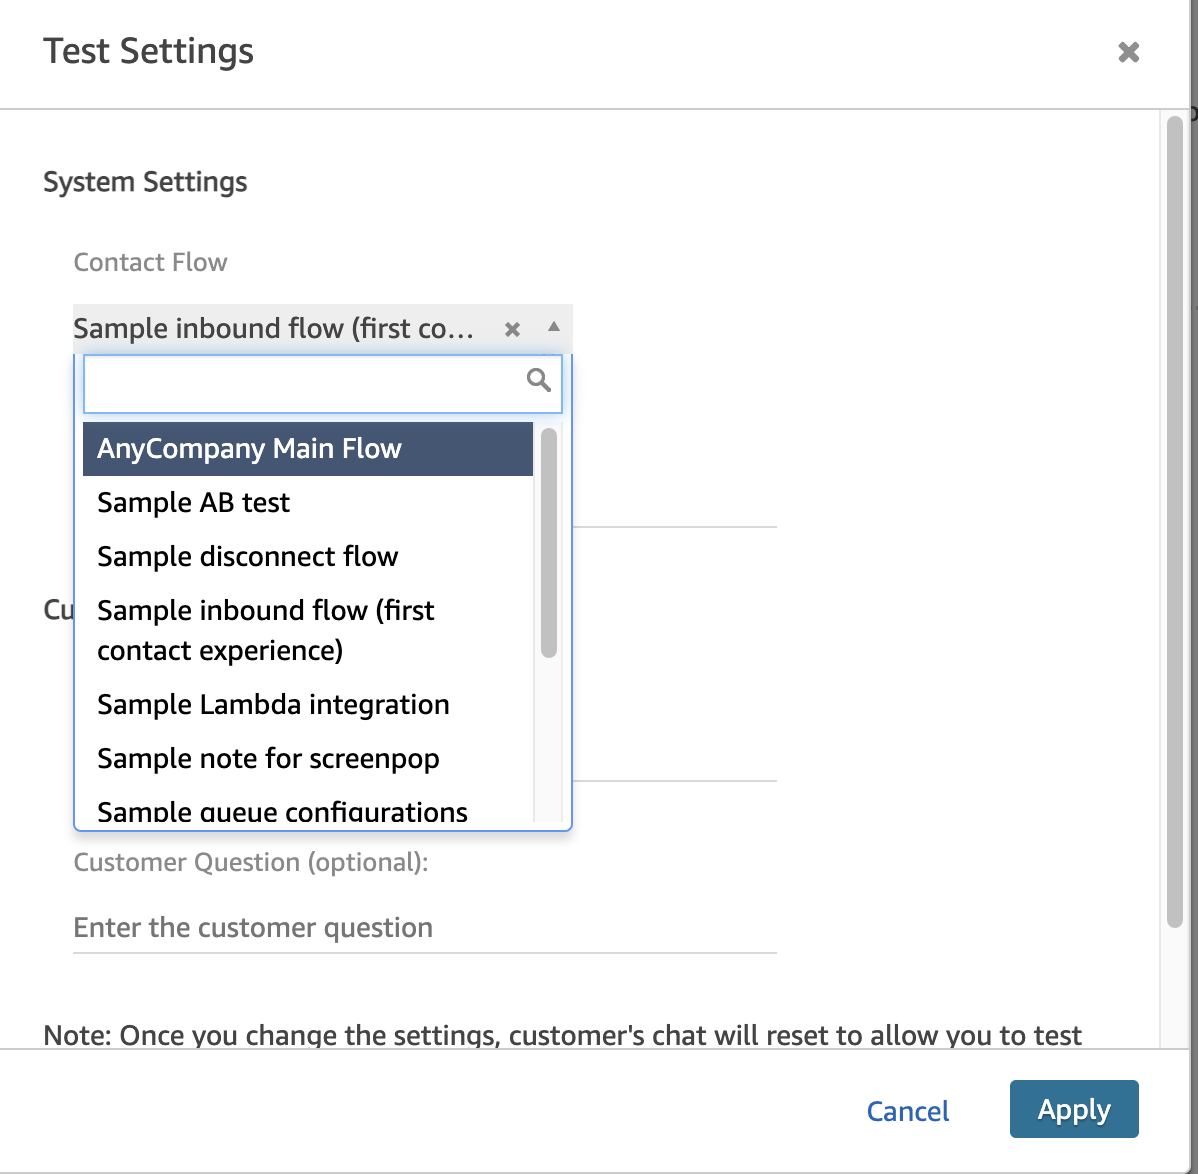 Test Settings
System Settings
Contact Flow
Sample inbound flow (first co...
AnyCompany Main Flow
Sample AB test
Sample disconnect flow
Cu
Sample inbound flow (first
contact experience)
Sample Lambda integration
Sample note for screenpop
Sample queue configurations
Customer Question (optional):
Enter the customer question
Note: Once you change the settings, customer's chat will reset to allow you to test
Cancel
Apply